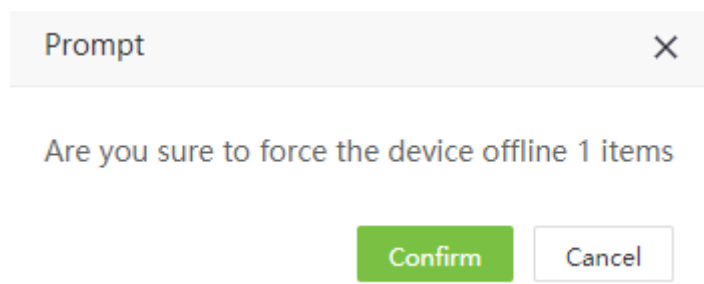 Prompt
Are you sure to force the device offline 1 items
Confirm Cancel